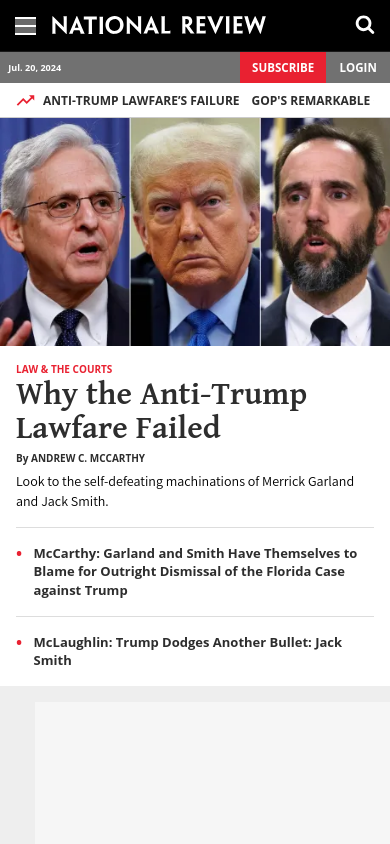 NATIONAL REVIEW
Jul. 20, 2024
SUBSCRIBE
LOGIN
ANTI-TRUMP LAWFARE'S FAILURE
GOP'S REMARKABLE
LAW & THE COURTS
Why the Anti-Trump
Lawfare Failed
By ANDREW C. MCCARTHY
Look to the self-defeating machinations of Merrick Garland
and Jack Smith.
• McCarthy: Garland and Smith Have Themselves to
Blame for Outright Dismissal of the Florida Case
against Trump
• McLaughlin: Trump Dodges Another Bullet: Jack
Smith